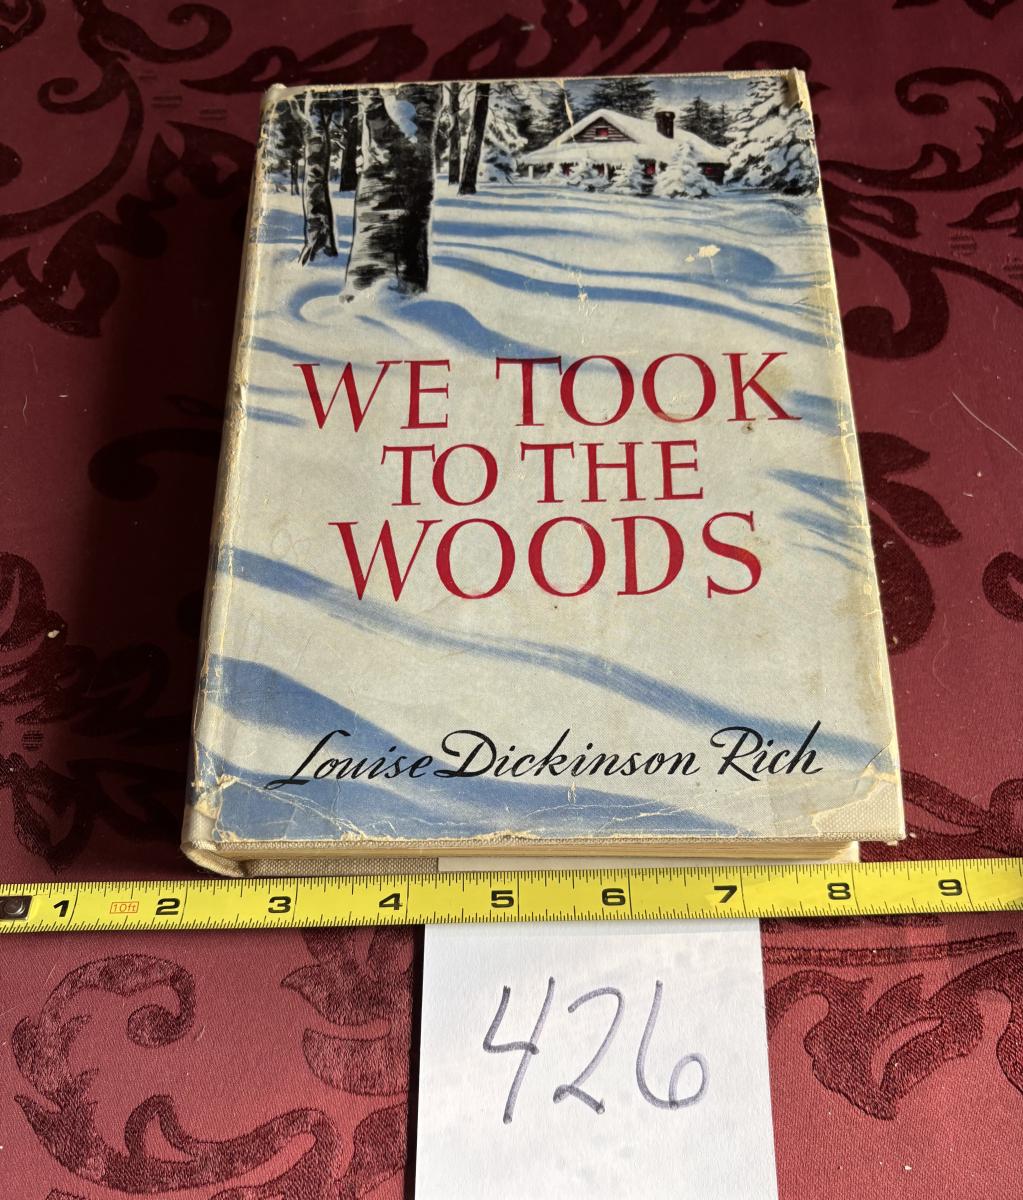 WE TOOK
TO THE
WOODS
Louise Dickinson Rich
1 10ft 2 3 4 5 6 7 8 9
426